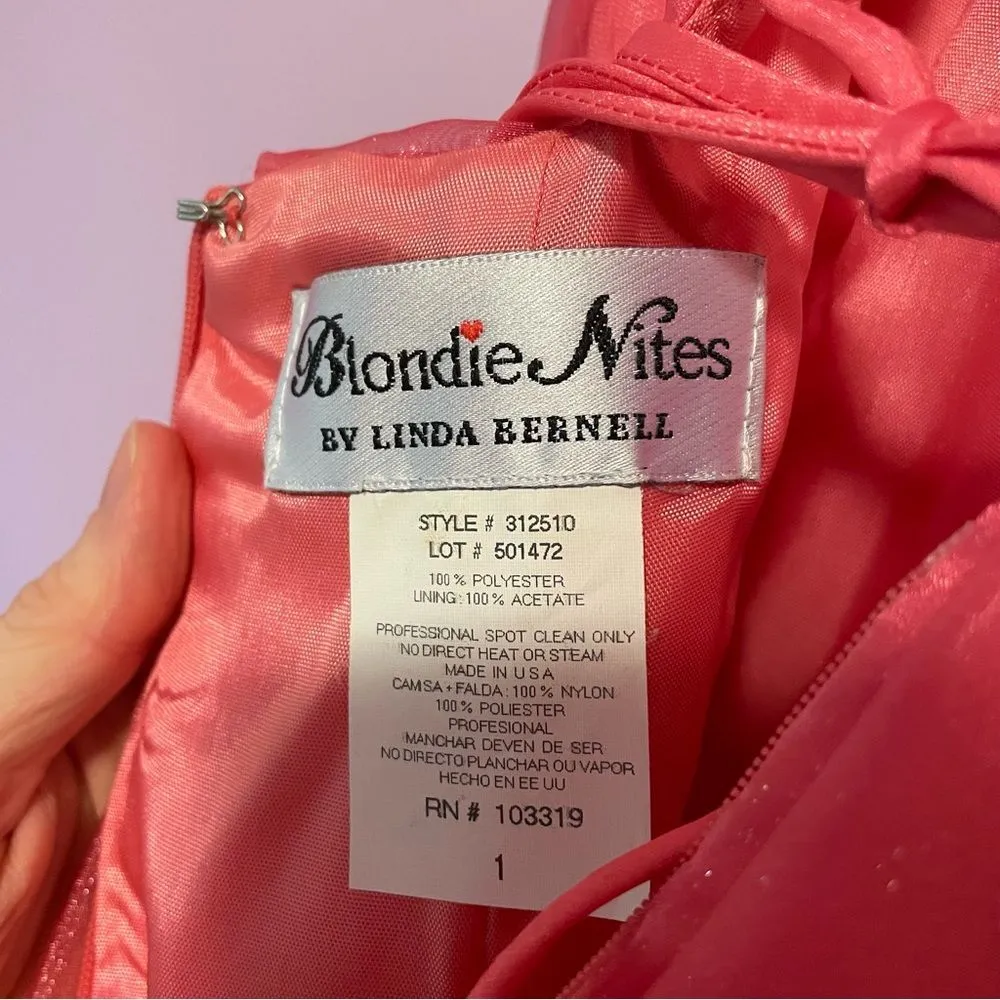 Blondie Nites
BY LINDA BERNELL
STYLE # 312510
LOT # 501472
100 % POLYESTER
LINING: 100 % ACETATE
PROFESSIONAL SPOT CLEAN ONLY
NO DIRECT HEAT OR STEAM
MADE IN U S A
CAMSA + FALDA: 100 % NYLON
100 % POLIESTER
PROFESIONAL
MANCHAR DEVEN DE SER
NO DIRECTO PLANCHAR OU VAPOR
HECHO EN EE UU
RN # 103319
1